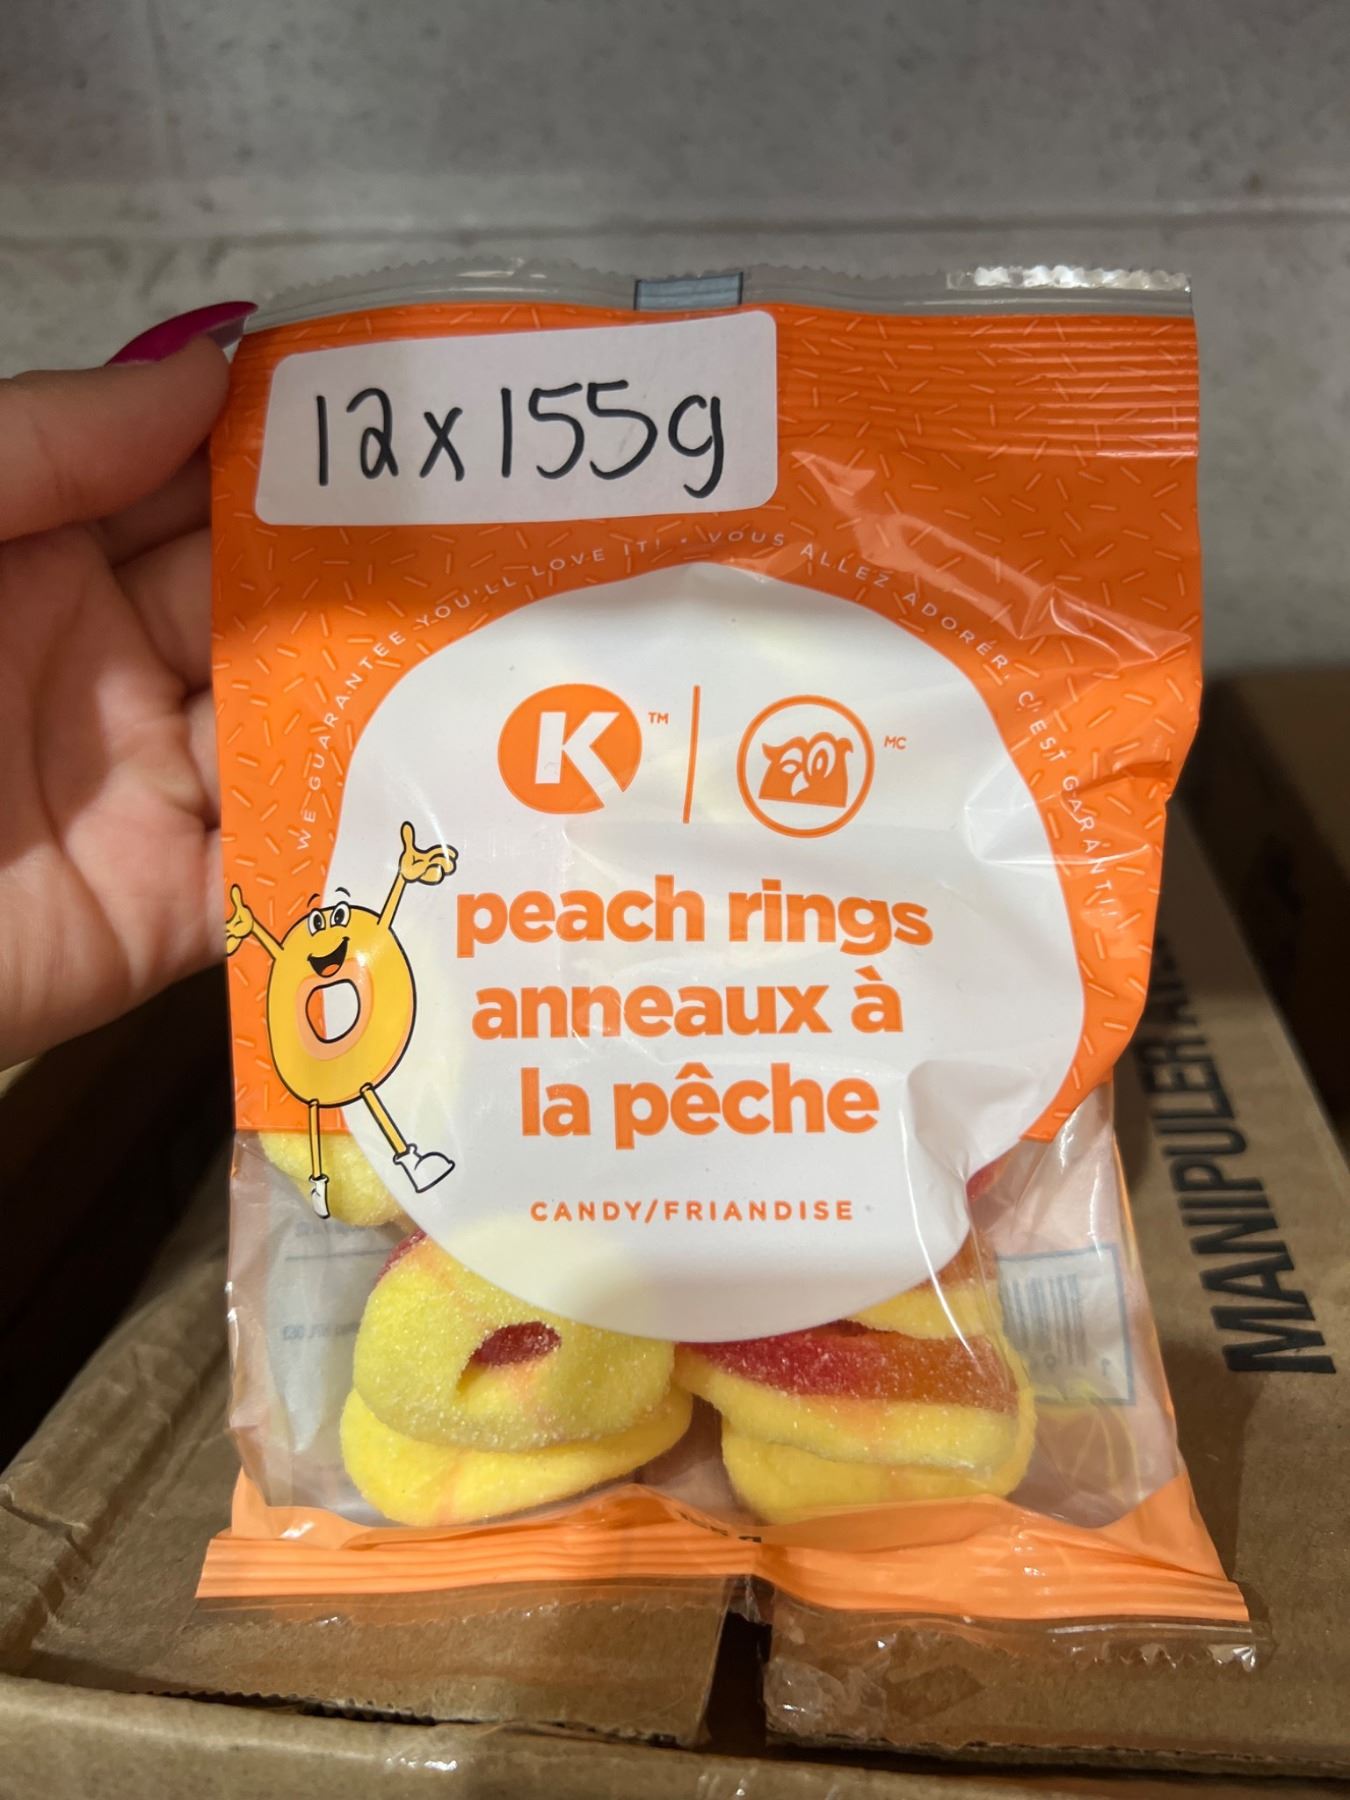 12x155g
WE GUARANTEE YOU'LL LOVE IT! • VOUS ALLEZ ADORER, C'EST GARANTI!
K TM MC
peach rings
anneaux à
la pêche
CANDY/FRIANDISE
MANIPULER